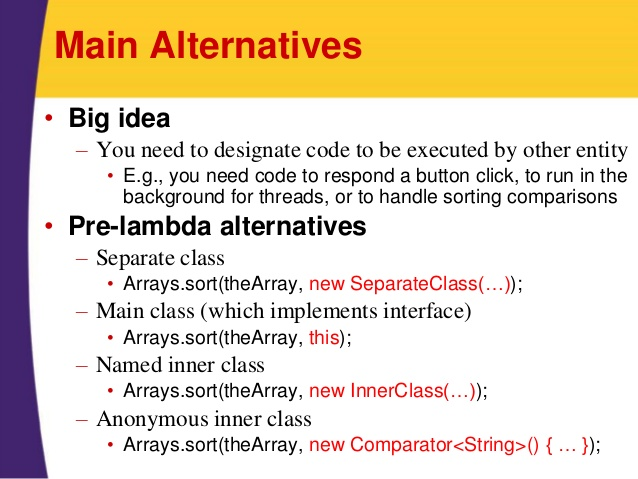 Main Alternatives
• Big idea
– You need to designate code to be executed by other entity
• E.g., you need code to respond a button click, to run in the
background for threads, or to handle sorting comparisons
• Pre-lambda alternatives
– Separate class
• Arrays.sort(theArray, new SeparateClass(…));
– Main class (which implements interface)
• Arrays.sort(theArray, this);
– Named inner class
• Arrays.sort(theArray, new InnerClass(…));
– Anonymous inner class
• Arrays.sort(theArray, new Comparator<String>() { … });